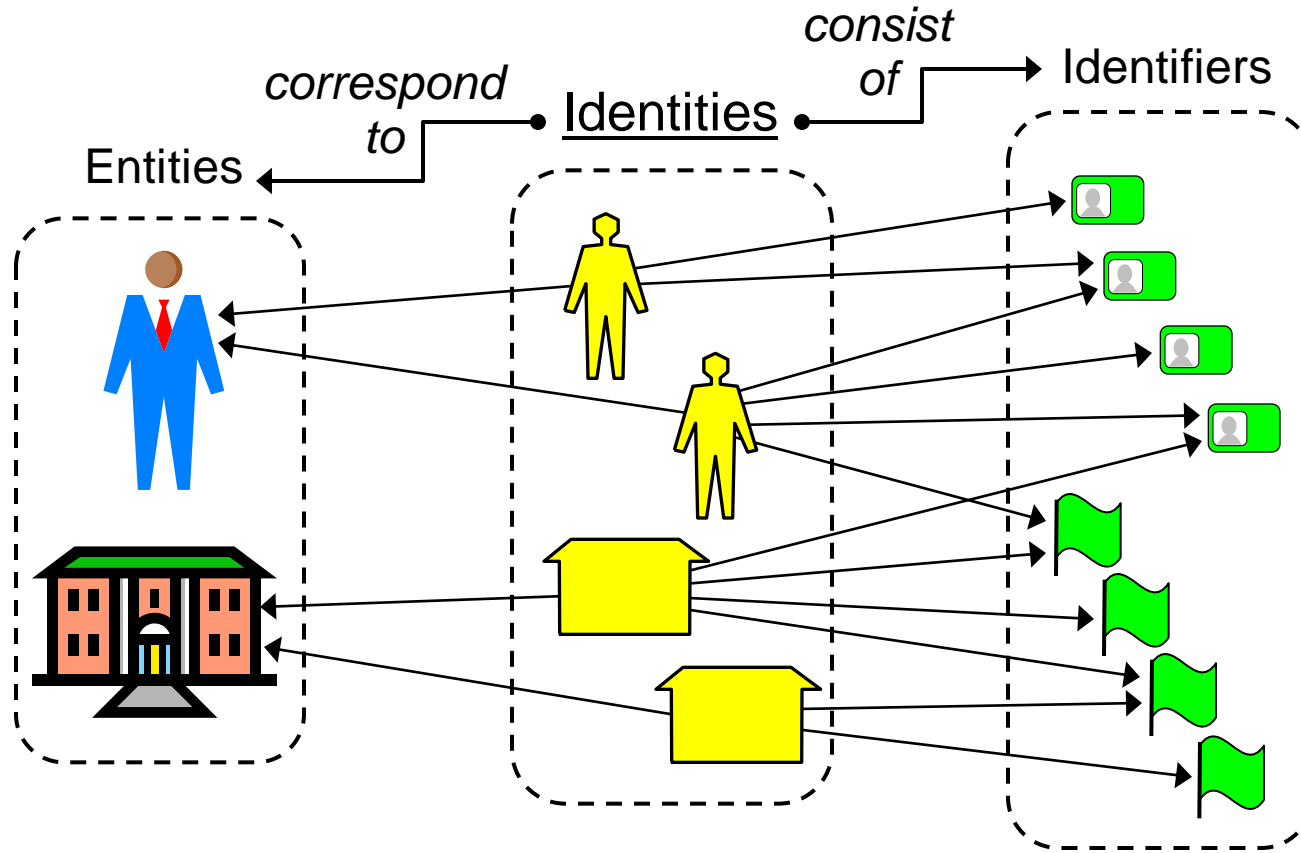 consist
of
Identifiers
correspond
to
Identities
Entities